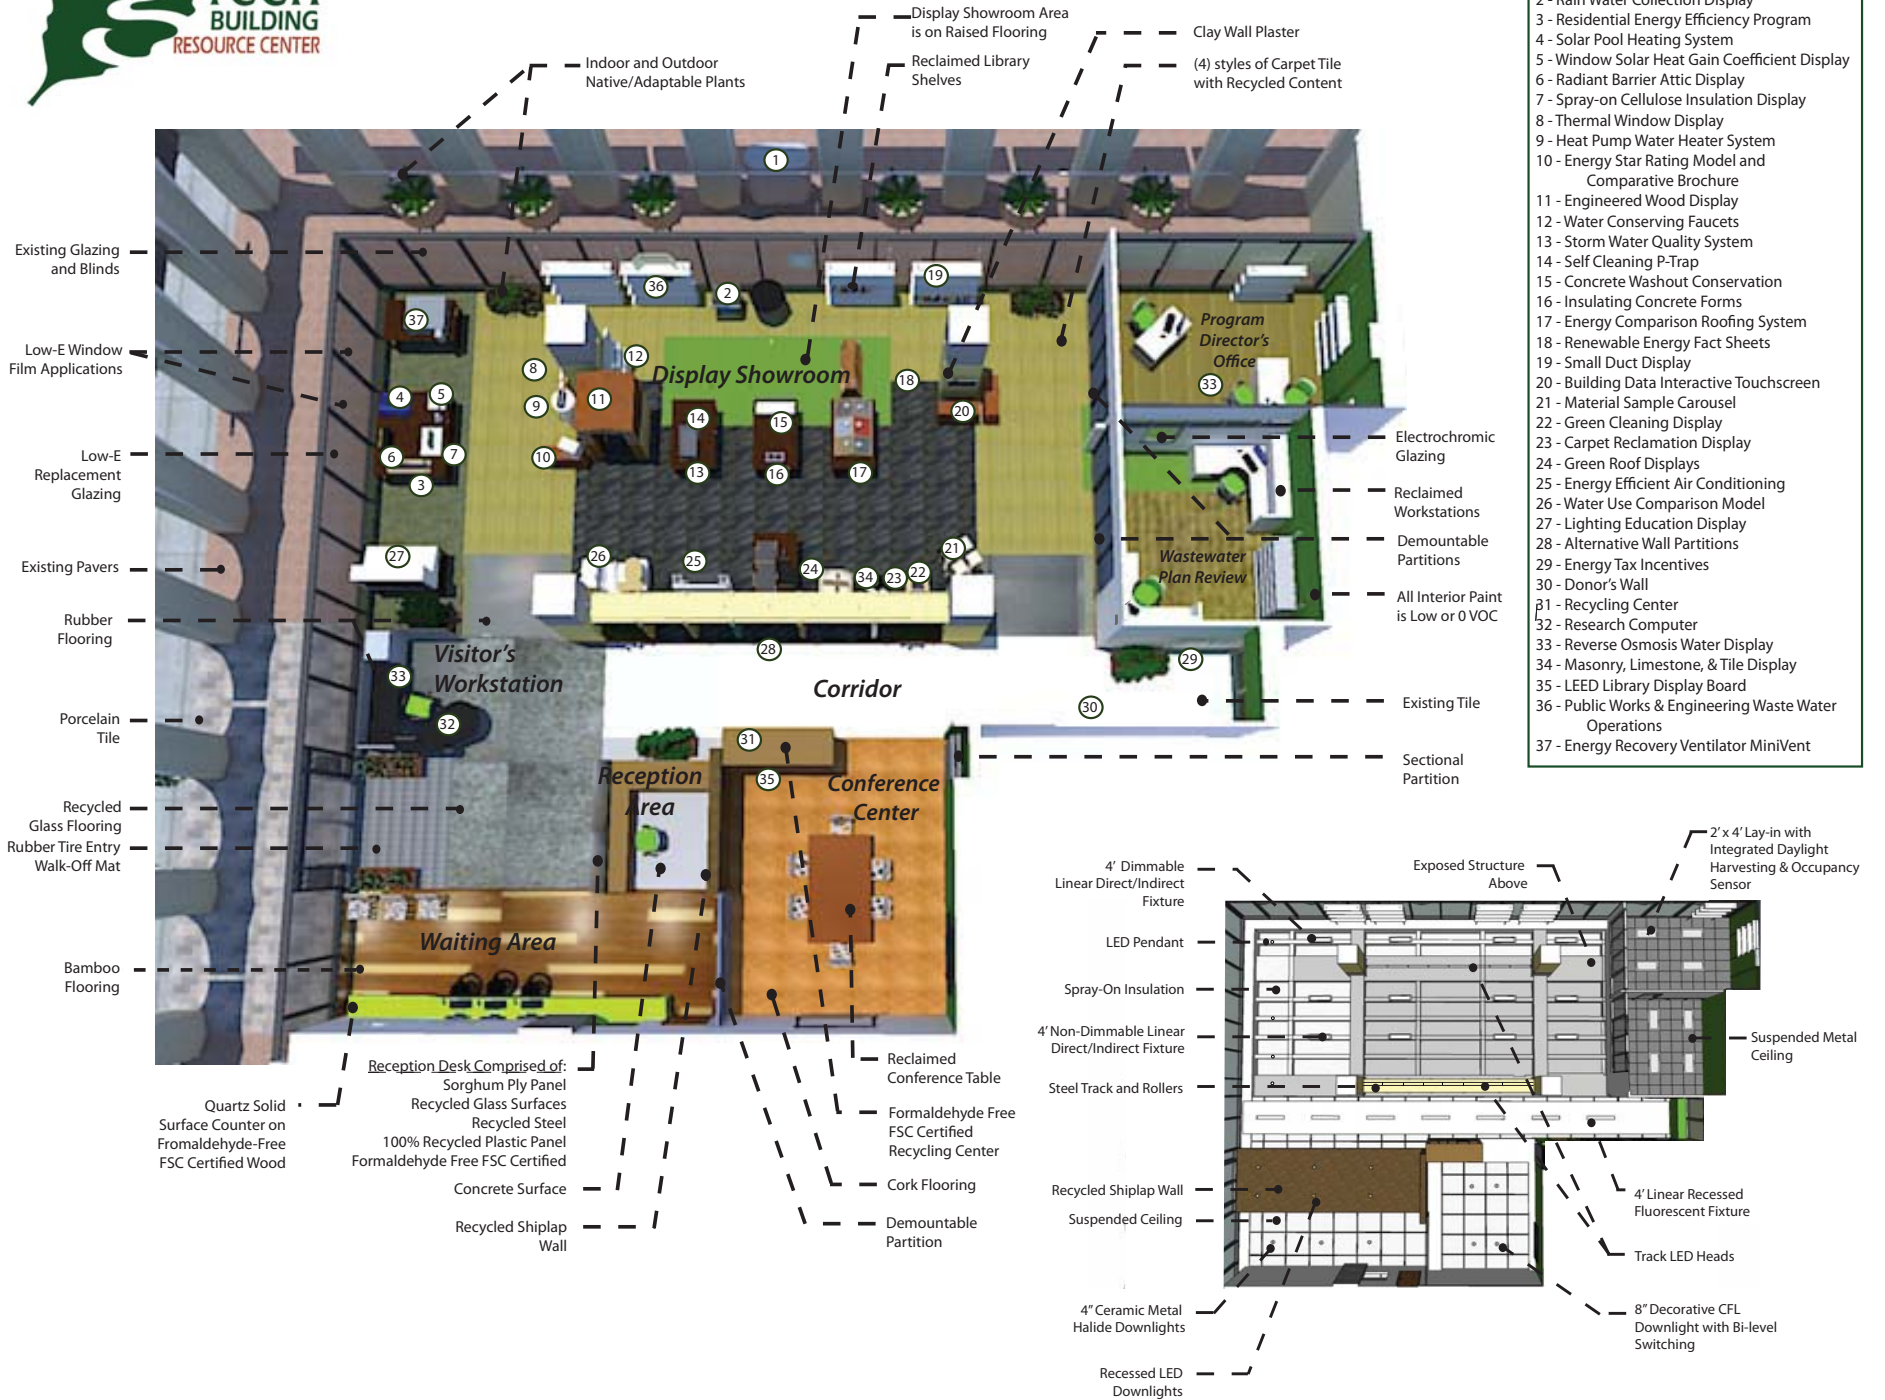 BUILDING
RESOURCE CENTER
Display Showroom Area
is on Raised Flooring
Reclaimed Library
Shelves
Indoor and Outdoor
Native/Adaptable Plants
Clay Wall Plaster
(4) styles of Carpet Tile
with Recycled Content
2 - Rain Water Collection Display
3 - Residential Energy Efficiency Program
4 - Solar Pool Heating System
5 - Window Solar Heat Gain Coefficient Display
6 - Radiant Barrier Attic Display
7 - Spray-on Cellulose Insulation Display
8 - Thermal Window Display
9 - Heat Pump Water Heater System
10 - Energy Star Rating Model and
Comparative Brochure
11 - Engineered Wood Display
12 - Water Conserving Faucets
13 - Storm Water Quality System
14 - Self Cleaning P-Trap
15 - Concrete Washout Conservation
16 - Insulating Concrete Forms
17 - Energy Comparison Roofing System
18 - Renewable Energy Fact Sheets
19 - Small Duct Display
20 - Building Data Interactive Touchscreen
21 - Material Sample Carousel
22 - Green Cleaning Display
23 - Carpet Reclamation Display
24 - Green Roof Displays
25 - Energy Efficient Air Conditioning
26 - Water Use Comparison Model
27 - Lighting Education Display
28 - Alternative Wall Partitions
29 - Energy Tax Incentives
30 - Donor's Wall
31 - Recycling Center
32 - Research Computer
33 - Reverse Osmosis Water Display
34 - Masonry, Limestone, & Tile Display
35 - LEED Library Display Board
36 - Public Works & Engineering Waste Water
Operations
37 - Energy Recovery Ventilator MiniVent
Existing Glazing
and Blinds
Low-E Window
Film Applications
Low-E
Replacement
Glazing
Existing Pavers
Rubber
Flooring
Porcelain
Tile
Recycled
Glass Flooring
Rubber Tire Entry
Walk-Off Mat
Bamboo
Flooring
1
36
2
19
37
12
8
Display Showroom
18
Program
Director's
Office
33
4
5
9
11
14
15
20
6
7
10
13
16
17
3
27
26
25
24
34
23
22
21
Wastewater
Plan Review
28
29
Visitor's
Workstation
33
32
Corridor
30
31
35
Reception
Area
Conference
Center
Waiting Area
Electrochromic
Glazing
Reclaimed
Workstations
Demountable
Partitions
All Interior Paint
is Low or 0 VOC
Existing Tile
Sectional
Partition
Quartz Solid
Surface Counter on
Fromaldehyde-Free
FSC Certified Wood
Reception Desk Comprised of:
Sorghum Ply Panel
Recycled Glass Surfaces
Recycled Steel
100% Recycled Plastic Panel
Formaldehyde Free FSC Certified
Concrete Surface
Recycled Shiplap
Wall
Reclaimed
Conference Table
Formaldehyde Free
FSC Certified
Recycling Center
Cork Flooring
Demountable
Partition
4' Dimmable
Linear Direct/Indirect
Fixture
LED Pendant
Spray-On Insulation
4' Non-Dimmable Linear
Direct/Indirect Fixture
Steel Track and Rollers
Recycled Shiplap Wall
Suspended Ceiling
4" Ceramic Metal
Halide Downlights
Recessed LED
Downlights
Exposed Structure
Above
2' x 4' Lay-in with
Integrated Daylight
Harvesting & Occupancy
Sensor
Suspended Metal
Ceiling
4' Linear Recessed
Fluorescent Fixture
Track LED Heads
8" Decorative CFL
Downlight with Bi-level
Switching